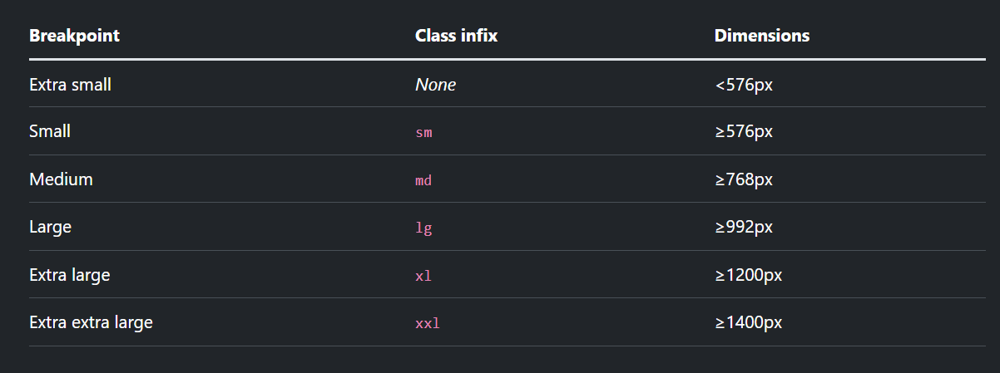 Breakpoint Class infix Dimensions
Extra small None <576px
Small sm ≥576px
Medium md ≥768px
Large lg ≥992px
Extra large xl ≥1200px
Extra extra large xxl ≥1400px